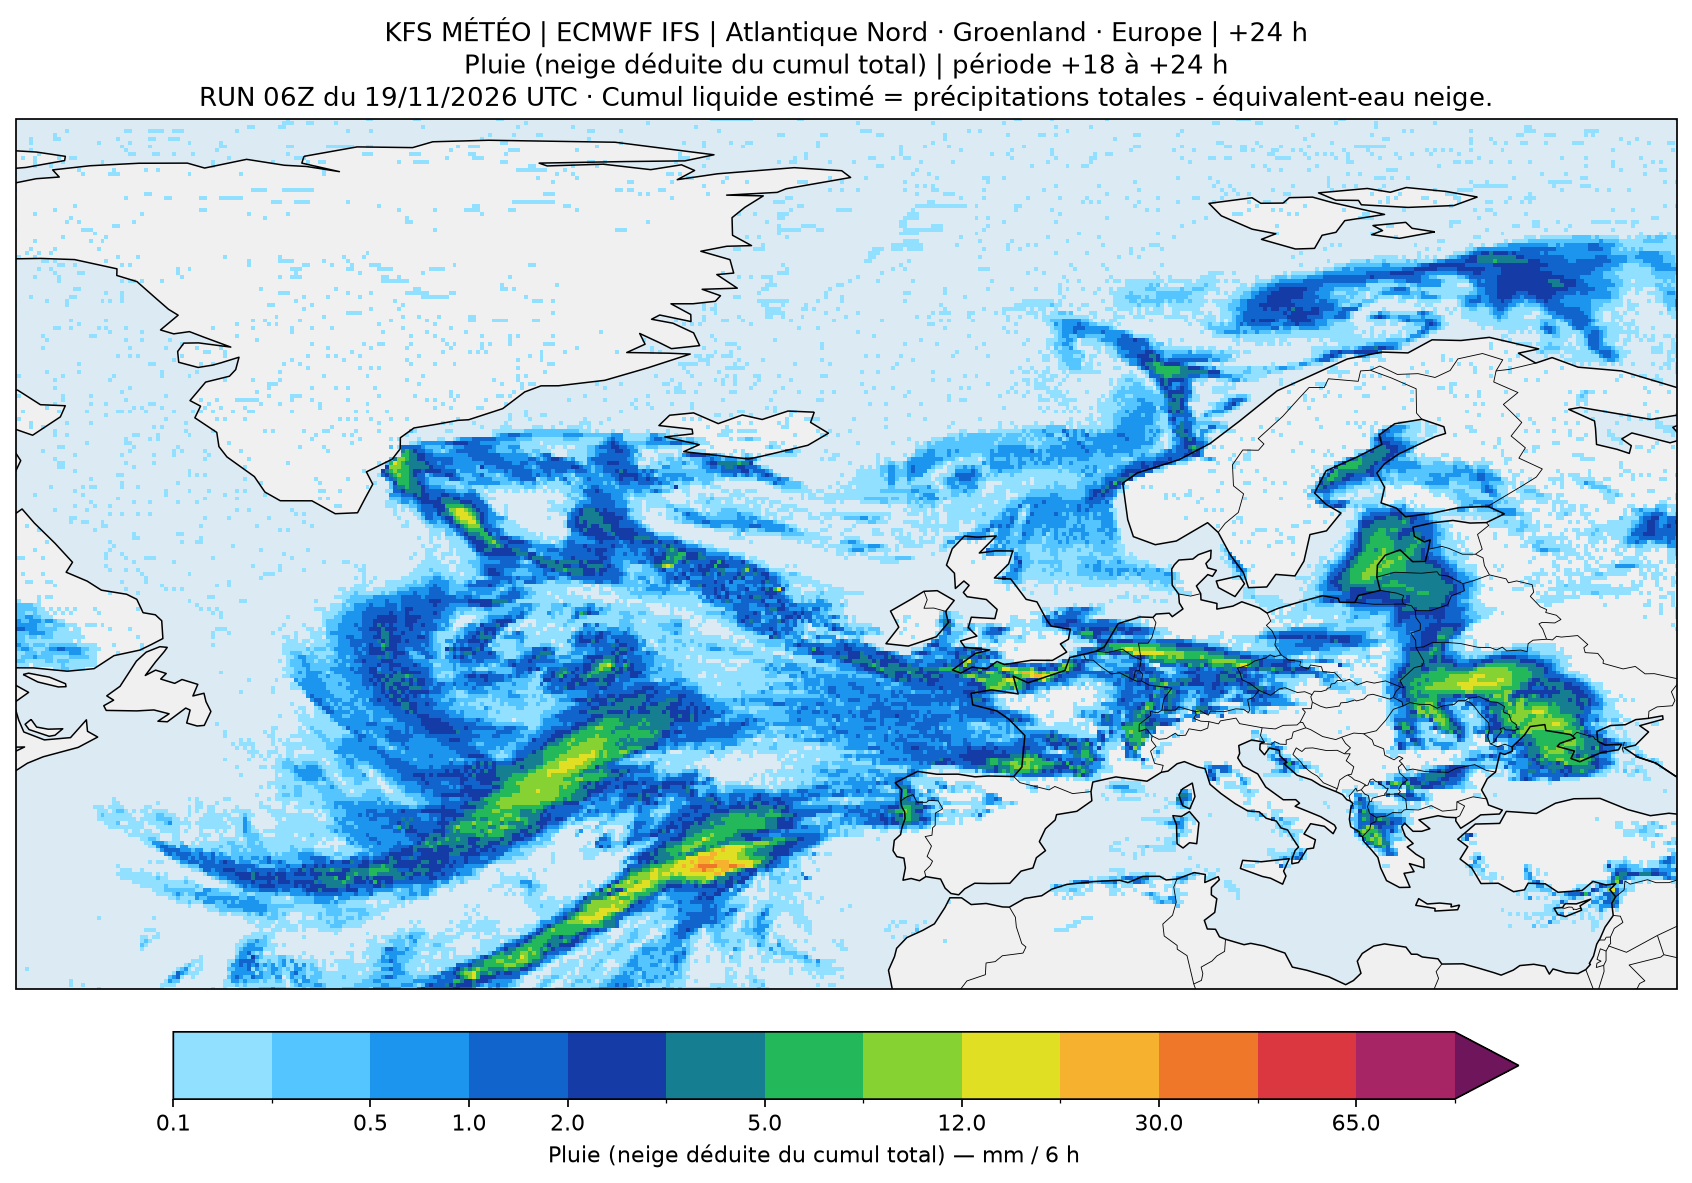 KFS MÉTÉO | ECMWF IFS | Atlantique Nord · Groenland · Europe | +24 h
Pluie (neige déduite du cumul total) | période +18 à +24 h
RUN 06Z du 19/11/2026 UTC · Cumul liquide estimé = précipitations totales - équivalent-eau neige.
0.1 0.5 1.0 2.0 5.0 12.0 30.0 65.0
Pluie (neige déduite du cumul total) — mm / 6 h